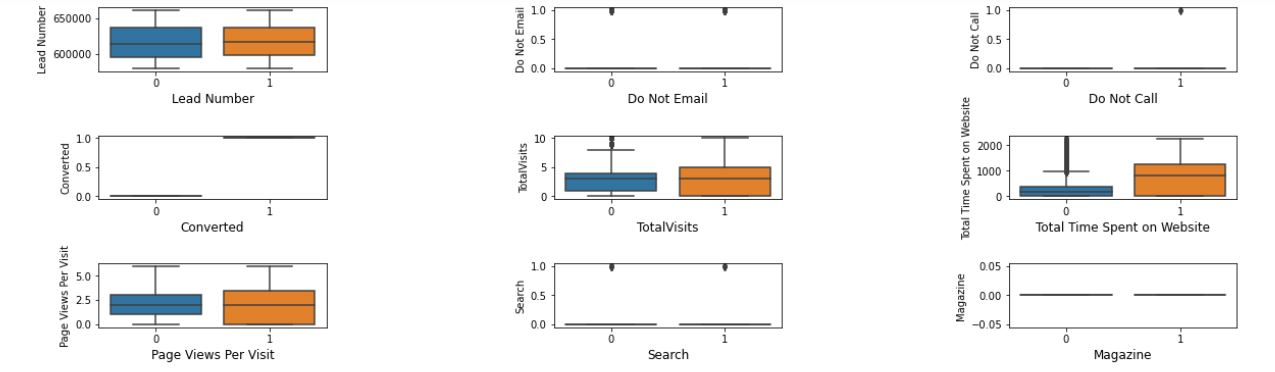 Lead Number
650000
600000
0 1
Lead Number
Do Not Email
1.0
0.5
0.0
0 1
Do Not Email
Do Not Call
1.0
0.5
0.0
0 1
Do Not Call
Converted
1.0
0.5
0.0
0 1
Converted
TotalVisits
10
5
0
0 1
TotalVisits
Total Time Spent on Website
2000
1000
0
0 1
Total Time Spent on Website
Page Views Per Visit
5.0
2.5
0.0
0 1
Page Views Per Visit
Search
1.0
0.5
0.0
0 1
Search
Magazine
0.05
0.00
−0.05
0 1
Magazine